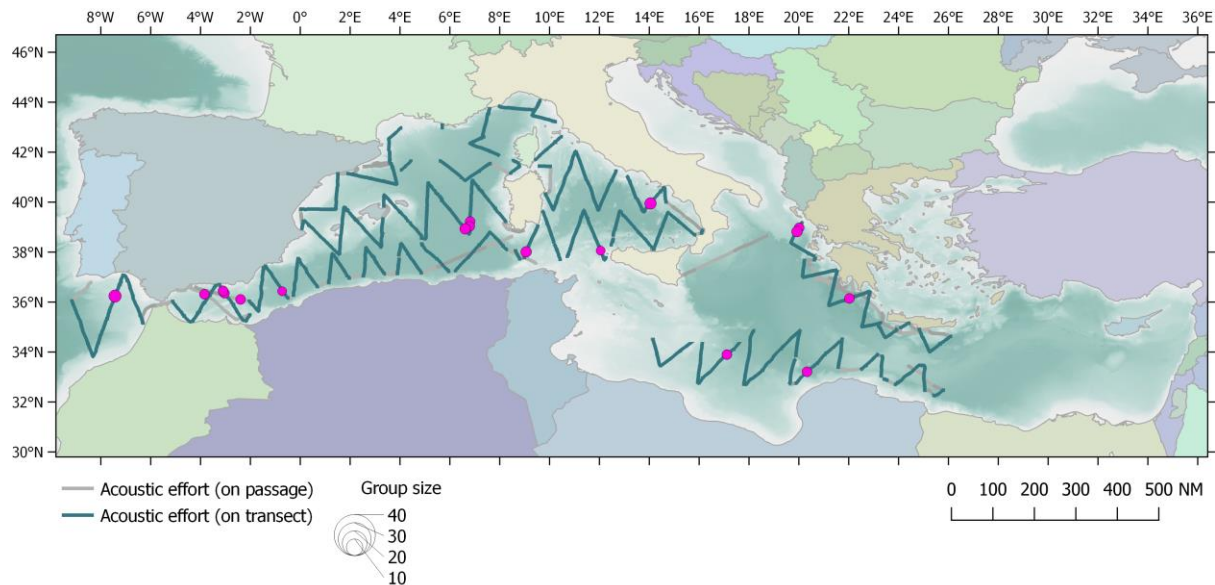 8°W 6°W 4°W 2°W 0°E 2°E 4°E 6°E 8°E 10°E 12°E 14°E 16°E 18°E 20°E 22°E 24°E 26°E 28°E 30°E 32°E 34°E 36°E
46°N
44°N
42°N
40°N
38°N
36°N
34°N
32°N
30°N
Acoustic effort (on passage)
Acoustic effort (on transect)
Group size
40
30
20
10
0 100 200 300 400 500 NM